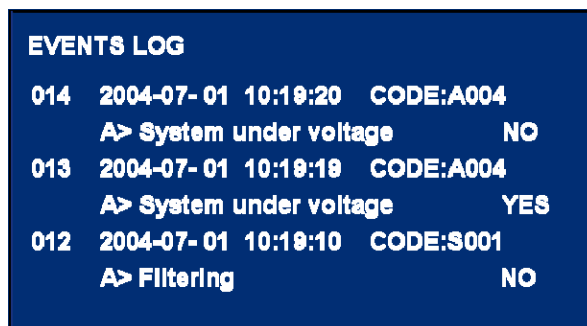 EVENTS LOG
014 2004-07- 01 10:19:20 CODE:A004
A> System under voltage NO
013 2004-07- 01 10:19:19 CODE:A004
A> System under voltage YES
012 2004-07- 01 10:19:10 CODE:S001
A> Filtering NO